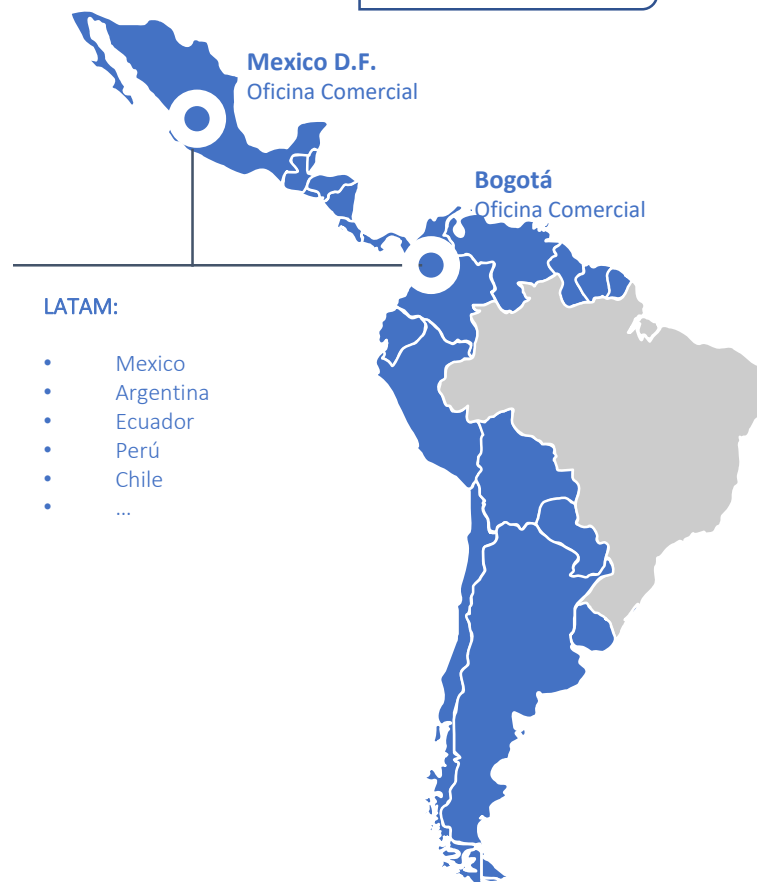 Mexico D.F.
Oficina Comercial
Bogotá
Oficina Comercial
LATAM:
• Mexico
• Argentina
• Ecuador
• Perú
• Chile
• ...